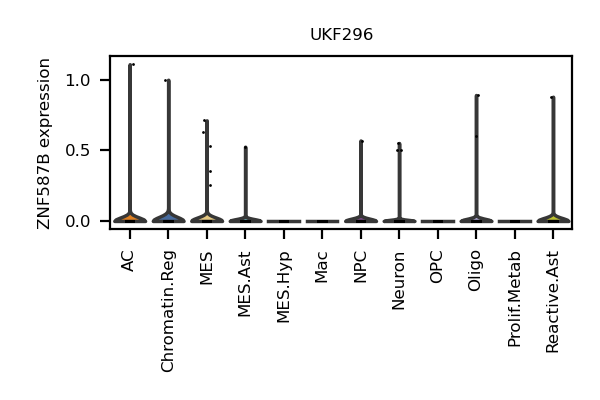 UKF296
ZNF587B expression
1.0
0.5
0.0
AC
Chromatin.Reg
MES
MES.Ast
MES.Hyp
Mac
NPC
Neuron
OPC
Oligo
Prolif.Metab
Reactive.Ast